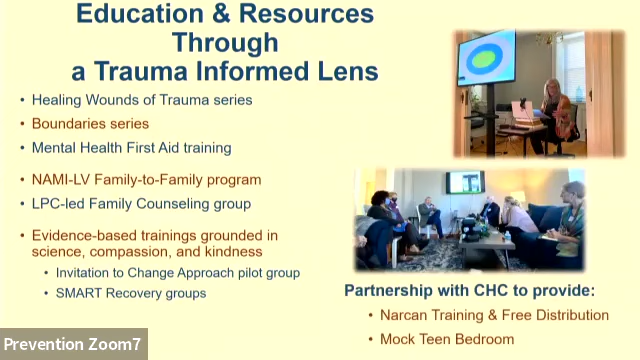 Education & Resources
Through
a Trauma Informed Lens
• Healing Wounds of Trauma series
• Boundaries series
• Mental Health First Aid training
• NAMI-LV Family-to-Family program
• LPC-led Family Counseling group
• Evidence-based trainings grounded in
science, compassion, and kindness
• Invitation to Change Approach pilot group
• SMART Recovery groups
Partnership with CHC to provide:
• Narcan Training & Free Distribution
• Mock Teen Bedroom
Prevention Zoom7